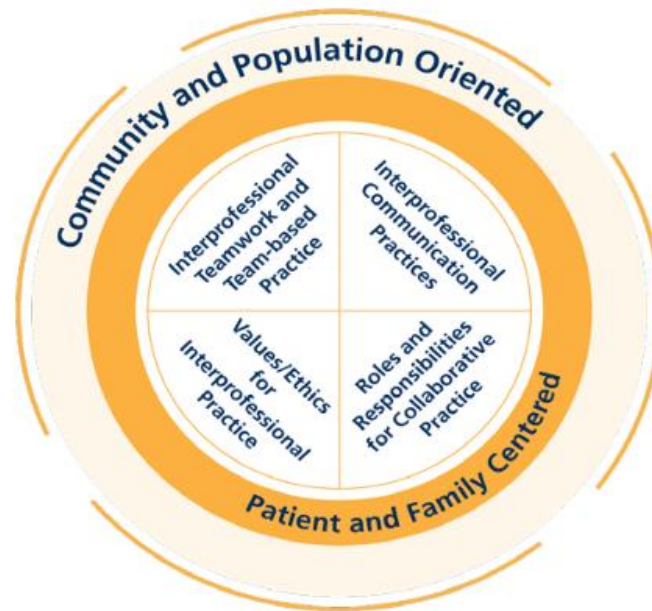 Community and Population Oriented
Interprofessional
Teamwork and
Team-based
Practice
Interprofessional
Communication
Practices
Values/Ethics
for
Interprofessional
Practice
Roles and
Responsibilities
for Collaborative
Practice
Patient and Family Centered